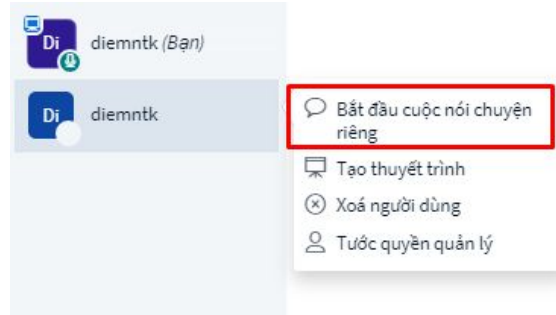 Di diemntk (Bạn)
Di diemntk
Bắt đầu cuộc nói chuyện
riêng
Tạo thuyết trình
Xoá người dùng
Tước quyền quản lý